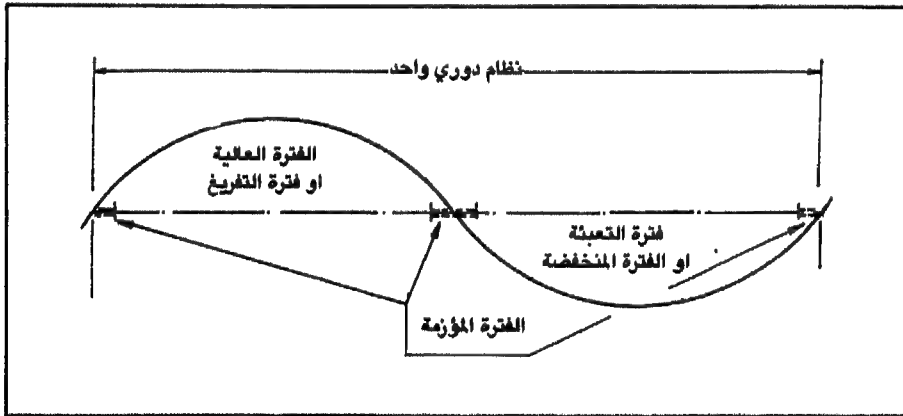 نظام دوري واحد
الفترة العالية
او فترة التفريغ
فترة التعبئة
او الفترة المنخفضة
الفترة المؤزمة